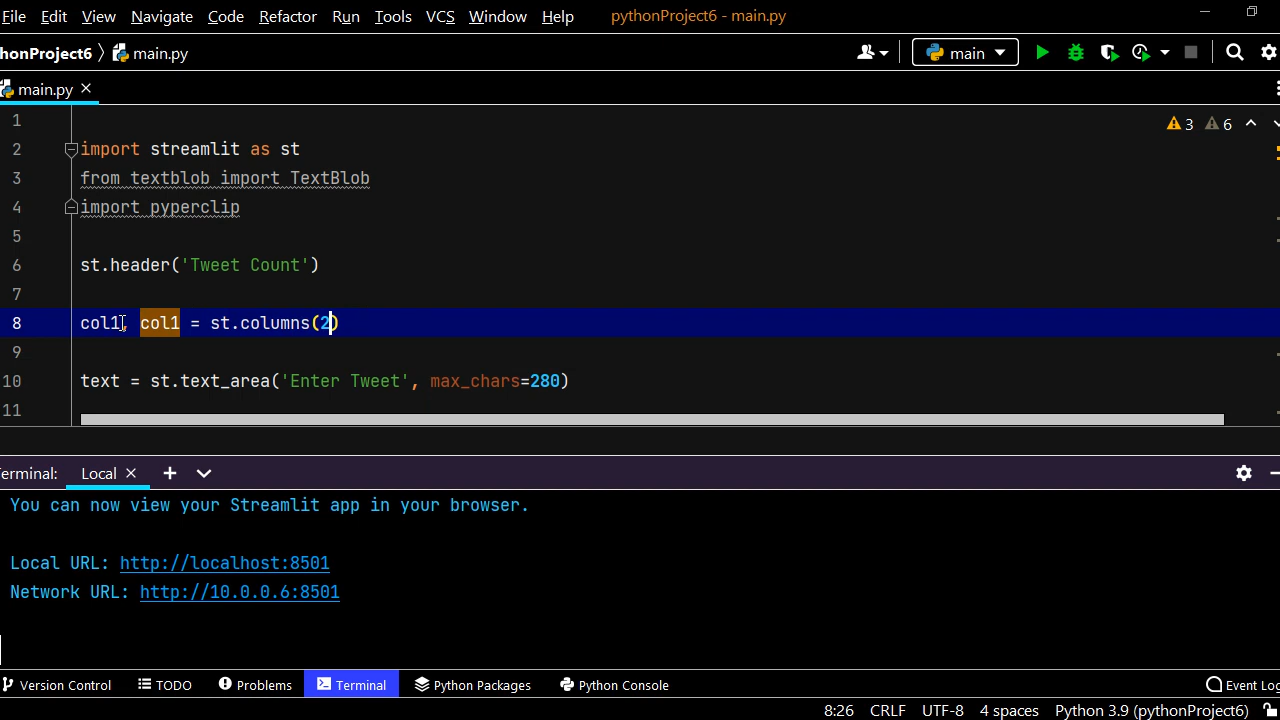 File Edit View Navigate Code Refactor Run Tools VCS Window Help pythonProject6 - main.py
honProject6 main.py main
main.py
3 6
1
2 import streamlit as st
3 from textblob import TextBlob
4 import pyperclip
5
6 st.header('Tweet Count')
7
8 col1, col1 = st.columns(2)
9
10 text = st.text_area('Enter Tweet', max_chars=280)
11
erminal: Local
You can now view your Streamlit app in your browser.
Local URL: http://localhost:8501
Network URL: http://10.0.0.6:8501
Version Control TODO Problems Terminal Python Packages Python Console Event Log
8:26 CRLF UTF-8 4 spaces Python 3.9 (pythonProject6)